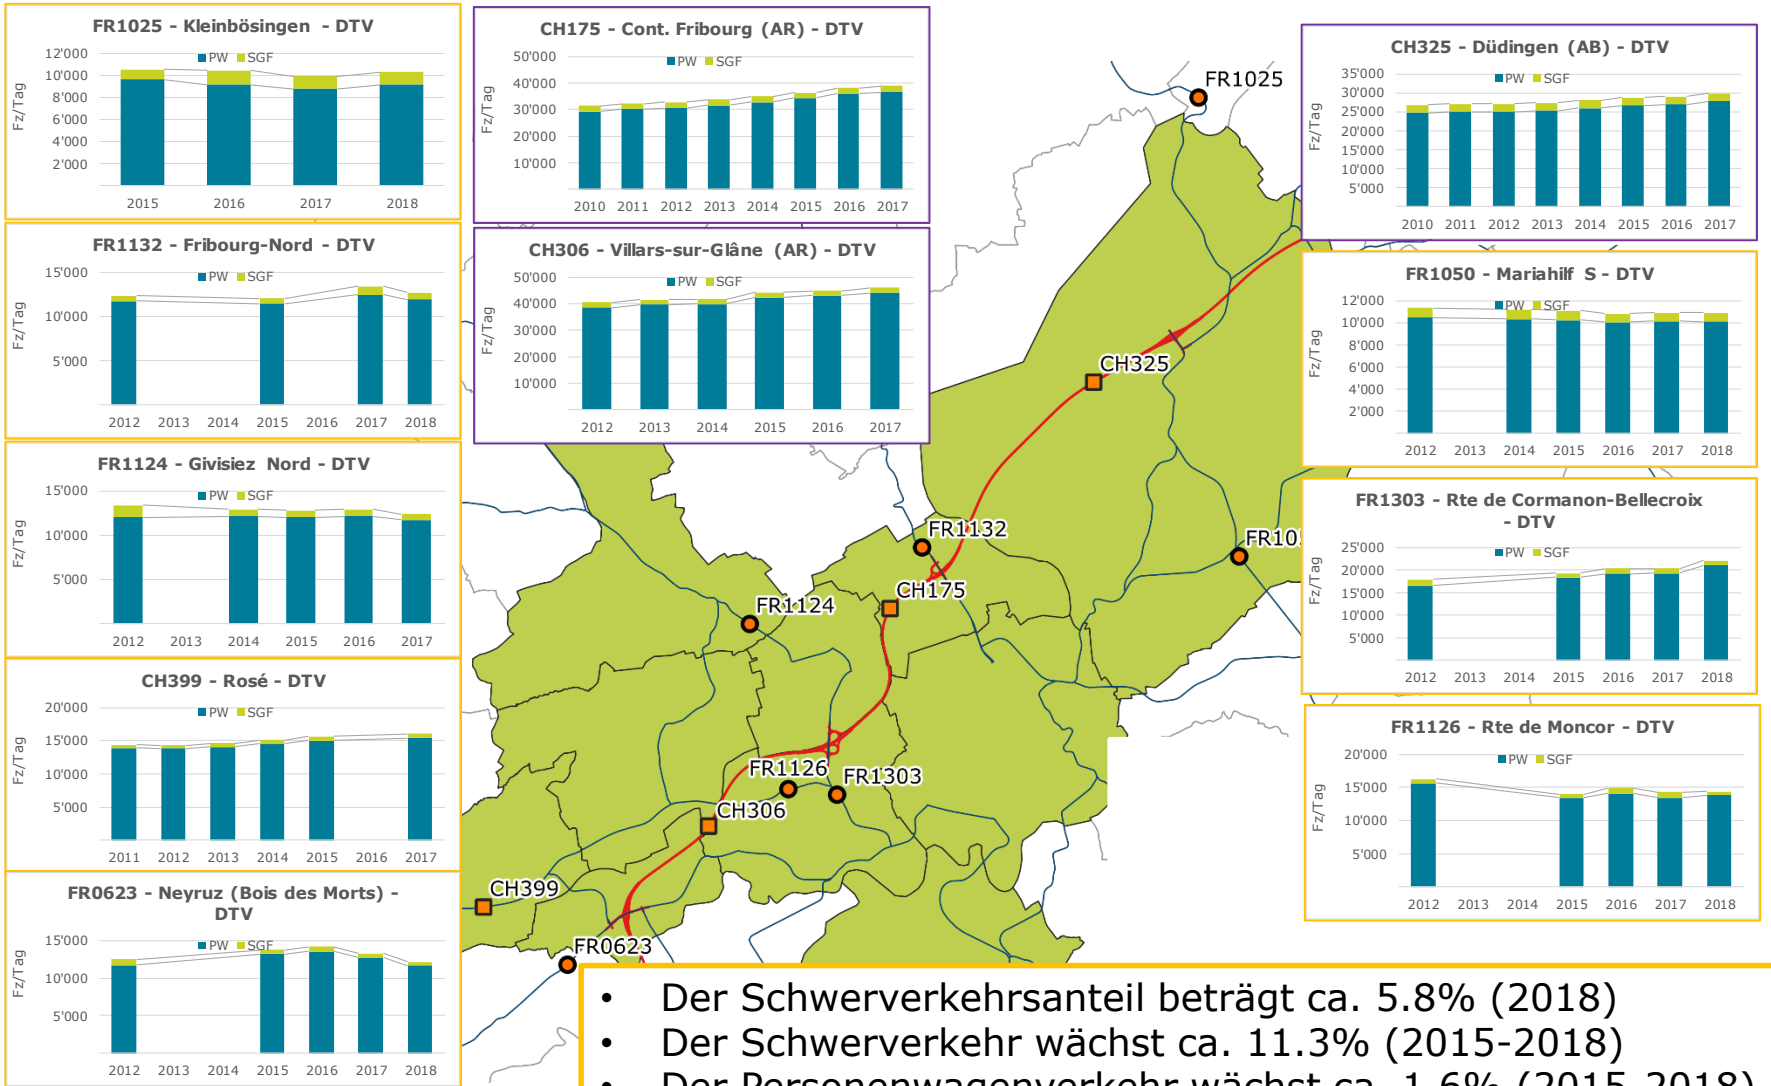 FR1025 - Kleinbösingen - DTV
PW SGF
Fz/Tag
12'000
10'000
8'000
6'000
4'000
2'000
2015 2016 2017 2018
FR1132 - Fribourg-Nord - DTV
PW SGF
Fz/Tag
15'000
10'000
5'000
2012 2013 2014 2015 2016 2017 2018
FR1124 - Givisiez Nord - DTV
PW SGF
Fz/Tag
15'000
10'000
5'000
2012 2013 2014 2015 2016 2017
CH399 - Rosé - DTV
PW SGF
Fz/Tag
20'000
15'000
10'000
5'000
2011 2012 2013 2014 2015 2016 2017
FR0623 - Neyruz (Bois des Morts) -
DTV
PW SGF
Fz/Tag
15'000
10'000
5'000
2012 2013 2014 2015 2016 2017 2018
CH175 - Cont. Fribourg (AR) - DTV
PW SGF
Fz/Tag
50'000
40'000
30'000
20'000
10'000
2010 2011 2012 2013 2014 2015 2016 2017
CH306 - Villars-sur-Glâne (AR) - DTV
PW SGF
Fz/Tag
50'000
40'000
30'000
20'000
10'000
2012 2013 2014 2015 2016 2017
CH325 - Düdingen (AB) - DTV
PW SGF
Fz/Tag
35'000
30'000
25'000
20'000
15'000
10'000
5'000
2010 2011 2012 2013 2014 2015 2016 2017
FR1050 - Mariahilf S - DTV
PW SGF
Fz/Tag
12'000
10'000
8'000
6'000
4'000
2'000
2012 2013 2014 2015 2016 2017 2018
FR1303 - Rte de Cormanon-Bellecroix
- DTV
PW SGF
Fz/Tag
25'000
20'000
15'000
10'000
5'000
2012 2013 2014 2015 2016 2017 2018
FR1126 - Rte de Moncor - DTV
PW SGF
Fz/Tag
20'000
15'000
10'000
5'000
2012 2013 2014 2015 2016 2017 2018
FR1025
CH325
FR1132
FR10
CH175
FR1124
FR1126
FR1303
CH306
CH399
FR0623
• Der Schwerverkehrsanteil beträgt ca. 5.8% (2018)
• Der Schwerverkehr wächst ca. 11.3% (2015-2018)
• Der Personenwagenverkehr wächst ca. 1.6% (2015-2018)